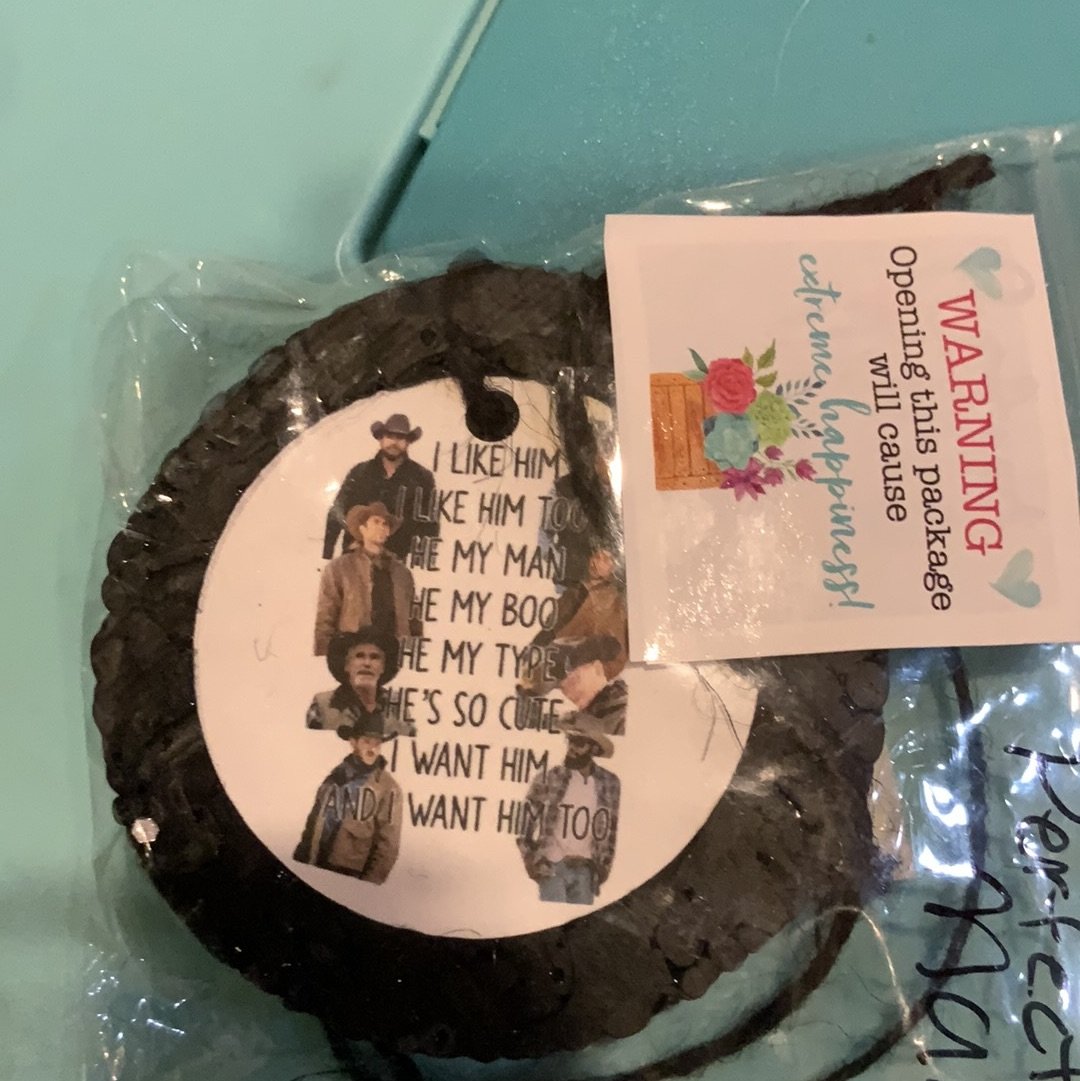 I LIKE HIM
I LIKE HIM TOO
HE MY MAN
HE MY BOO
HE MY TYPE
HE'S SO CUTE
I WANT HIM
AND I WANT HIM TOO
WARNING
Opening this package
will cause
extreme happiness!
Perfect